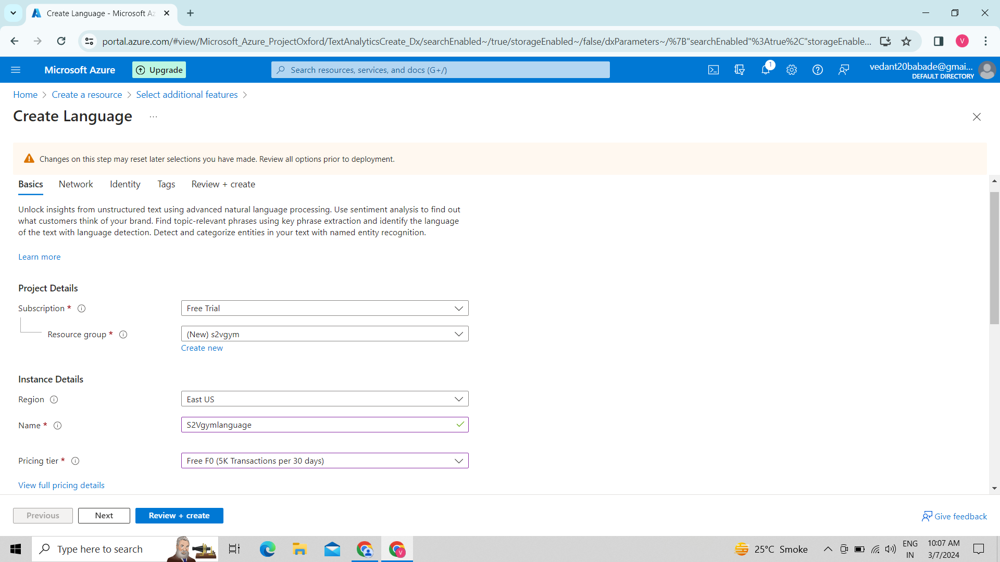 Create Language - Microsoft Az
portal.azure.com/#view/Microsoft_Azure_ProjectOxford/TextAnalyticsCreate_Dx/searchEnabled~/true/storageEnabled~/false/dxParameters~/%7B"searchEnabled"%3Atrue%2C"storageEnable...
V
Microsoft Azure
Upgrade
Search resources, services, and docs (G+/)
1
vedant20babade@gmai...
DEFAULT DIRECTORY
Home > Create a resource > Select additional features >
Create Language ...
Changes on this step may reset later selections you have made. Review all options prior to deployment.
Basics Network Identity Tags Review + create
Unlock insights from unstructured text using advanced natural language processing. Use sentiment analysis to find out
what customers think of your brand. Find topic-relevant phrases using key phrase extraction and identify the language
of the text with language detection. Detect and categorize entities in your text with named entity recognition.
Learn more
Project Details
Subscription * Free Trial
Resource group * (New) s2vgym
Create new
Instance Details
Region East US
Name * S2Vgymlanguage
Pricing tier * Free F0 (5K Transactions per 30 days)
View full pricing details
Previous Next Review + create Give feedback
Type here to search
V
25°C Smoke
ENG
IN
10:07 AM
3/7/2024